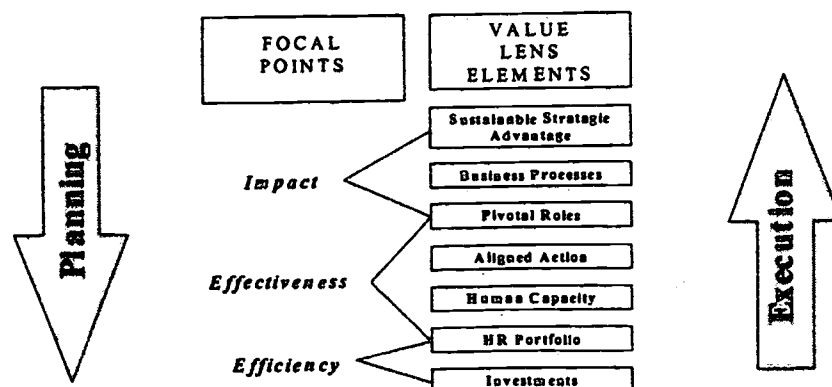 FOCAL
POINTS
VALUE
LENS
ELEMENTS
Planning
Impact
Effectiveness
Efficiency
Sustainable Strategic
Advantage
Business Processes
Pivotal Roles
Aligned Action
Human Capacity
HR Portfolio
Investments
Execution